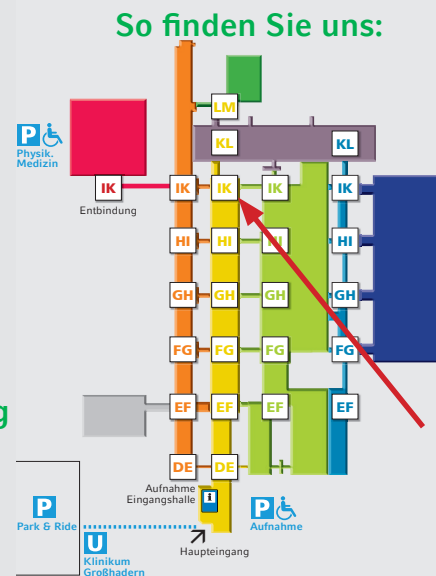 So finden Sie uns:
LM
KL
KL
P
Physik.
Medizin
IK
IK
IK
IK
IK
Entbindung
HI
HI
HI
HI
GH
GH
GH
GH
FG
FG
FG
FG
EF
EF
EF
EF
g
DE
DE
Aufnahme
Eingangshalle
i
P
Park & Ride
P
Aufnahme
U
Klinikum
Großhadern
Haupteingang